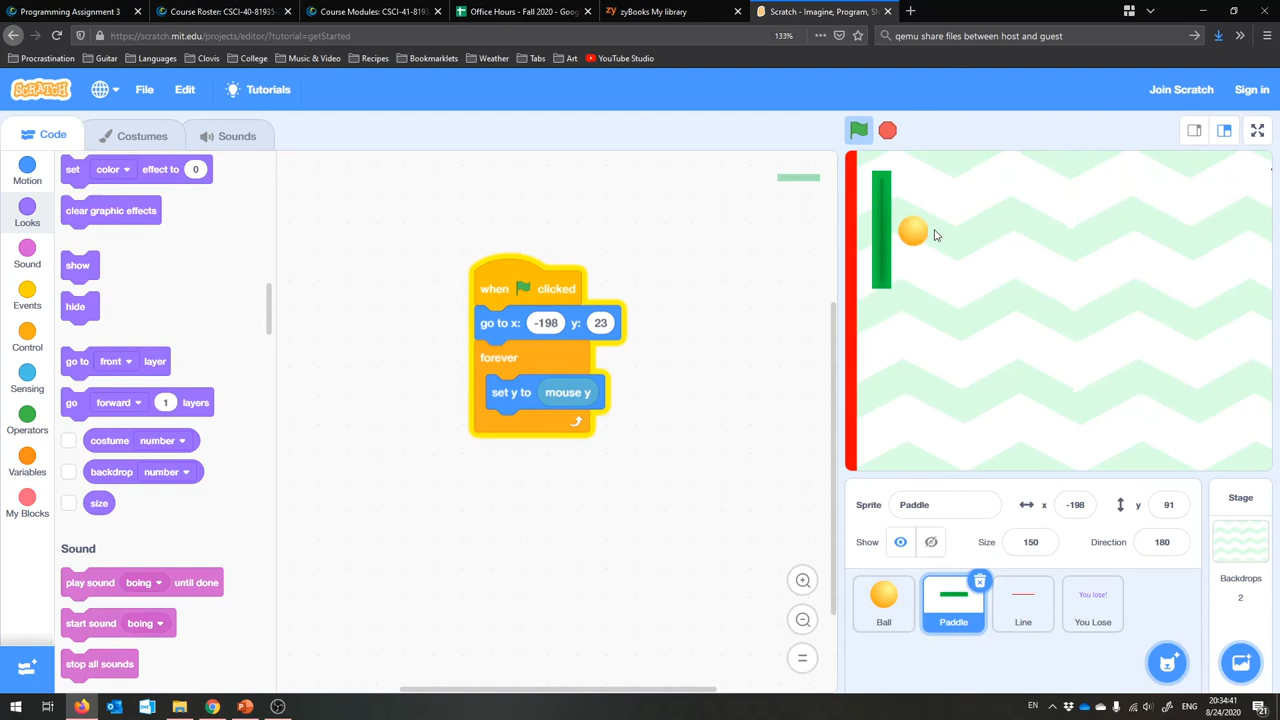 Programming Assignment 3
Course Roster: CSCI-40-81935-
Course Modules: CSCI-41-81935
Office Hours - Fall 2020 - Goog
zyBooks My library
Scratch - Imagine, Program, Sh
https://scratch.mit.edu/projects/editor/?tutorial=getStarted
133%
qemu share files between host and guest
Procrastination
Guitar
Languages
Clovis
College
Music & Video
Recipes
Bookmarklets
Weather
Tabs
Art
YouTube Studio
SCRATCH
File
Edit
Tutorials
Join Scratch
Sign in
Code
Costumes
Sounds
Motion
Looks
Sound
Events
Control
Sensing
Operators
Variables
My Blocks
set color effect to 0
clear graphic effects
show
hide
go to front layer
go forward 1 layers
costume number
backdrop number
size
Sound
play sound boing until done
start sound boing
stop all sounds
when clicked
go to x: -198 y: 23
forever
set y to mouse y
Sprite Paddle x -198 y 91
Show Size 150 Direction 180
Ball
Paddle
Line
You lose!
You Lose
Stage
Backdrops
2
EN
ENG
20:34:41
8/24/2020
21